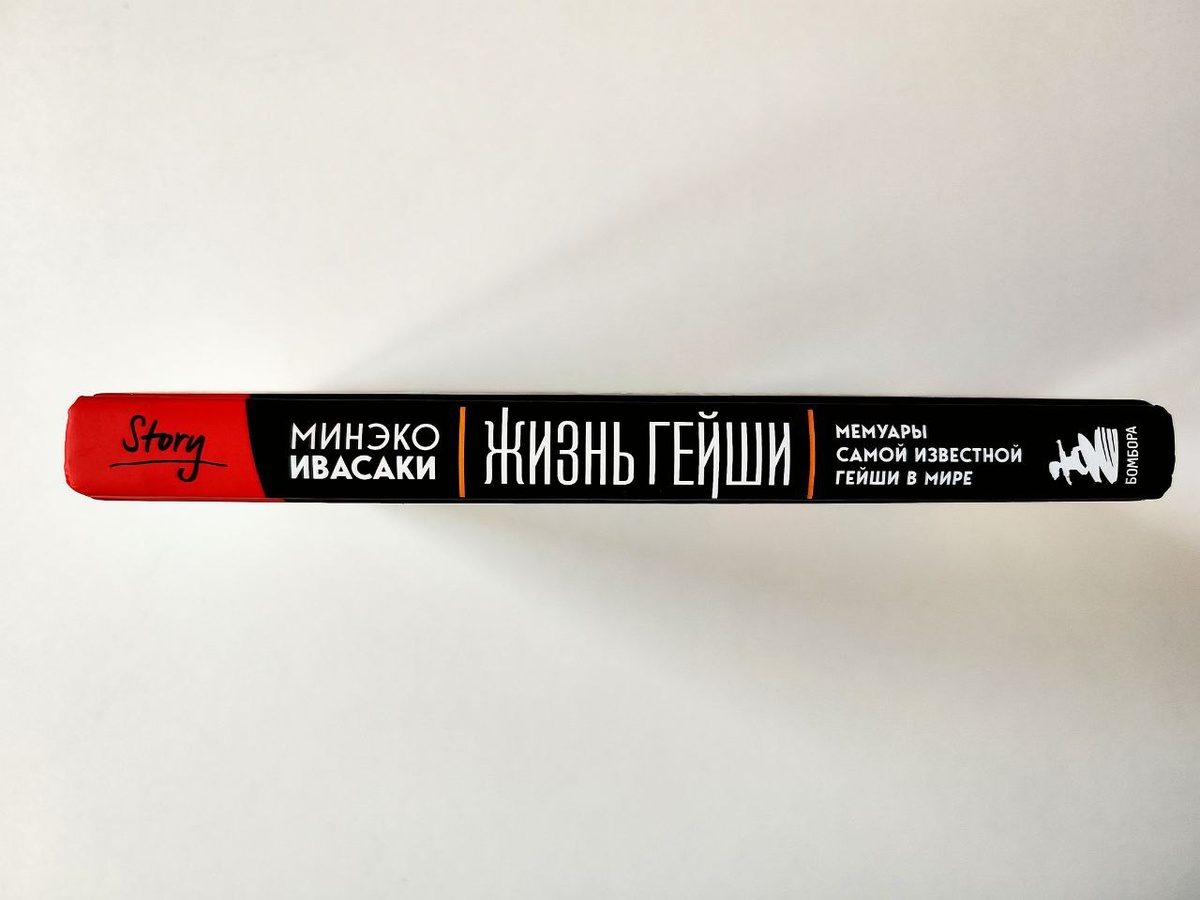 Story
МИНЭКО
ИВАСАКИ
ЖИЗНЬ ГЕЙШИ
МЕМУАРЫ
САМОЙ ИЗВЕСТНОЙ
ГЕЙШИ В МИРЕ
БОМБОРА